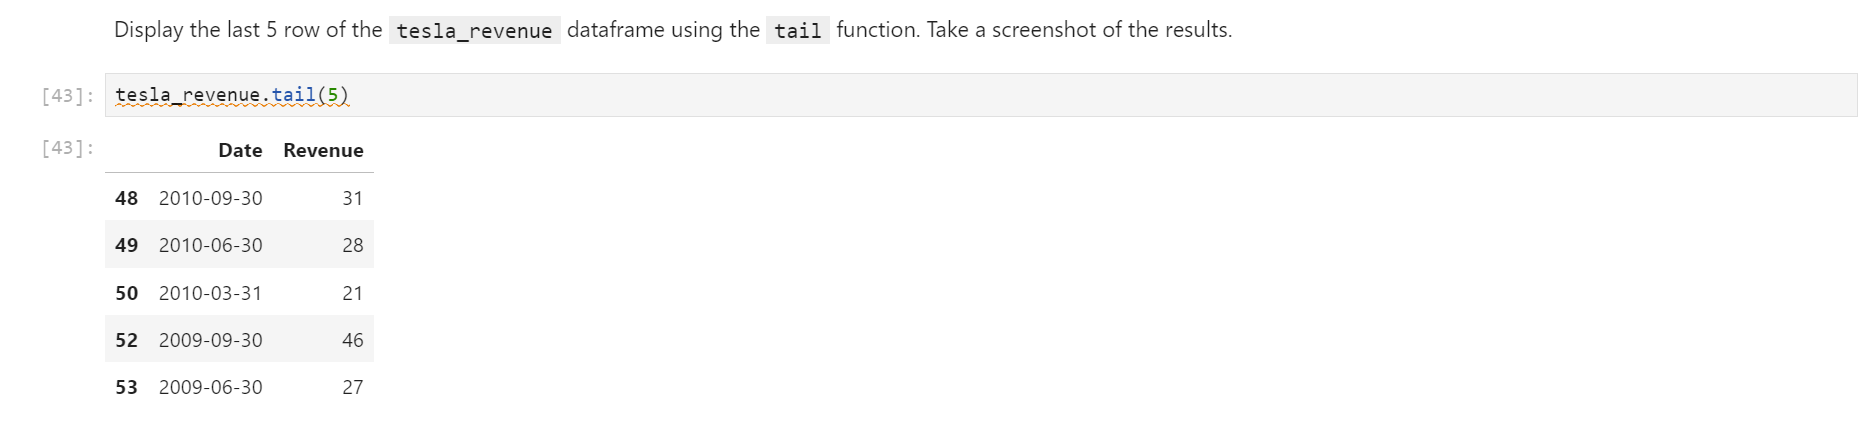 Display the last 5 row of the tesla_revenue dataframe using the tail function. Take a screenshot of the results.
[43]: tesla_revenue.tail(5)
[43]: Date Revenue
48 2010-09-30 31
49 2010-06-30 28
50 2010-03-31 21
52 2009-09-30 46
53 2009-06-30 27